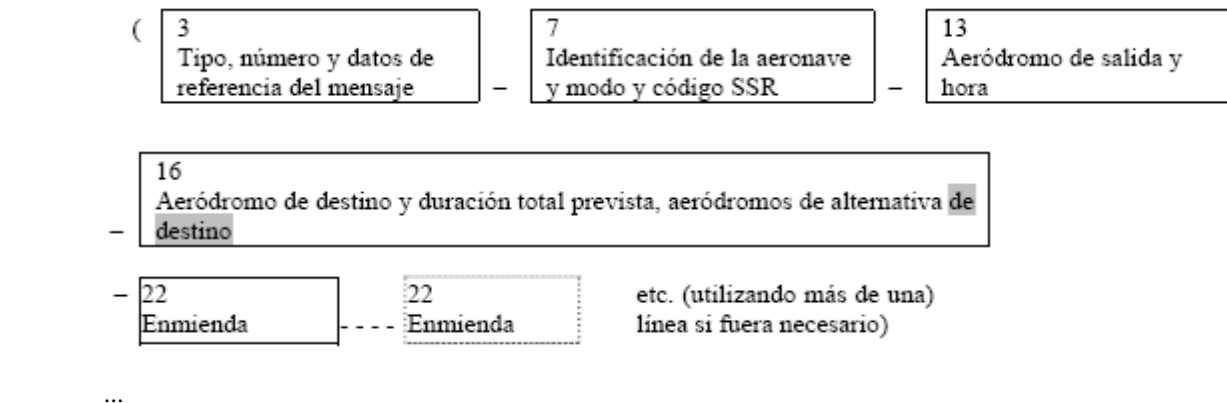 ( 3 7 13
Tipo, número y datos de Identificación de la aeronave Aeródromo de salida y
referencia del mensaje – y modo y código SSR – hora
16
Aeródromo de destino y duración total prevista, aeródromos de alternativa de
– destino
– 22 22 etc. (utilizando más de una)
Enmienda - - - - Enmienda línea si fuera necesario)
...